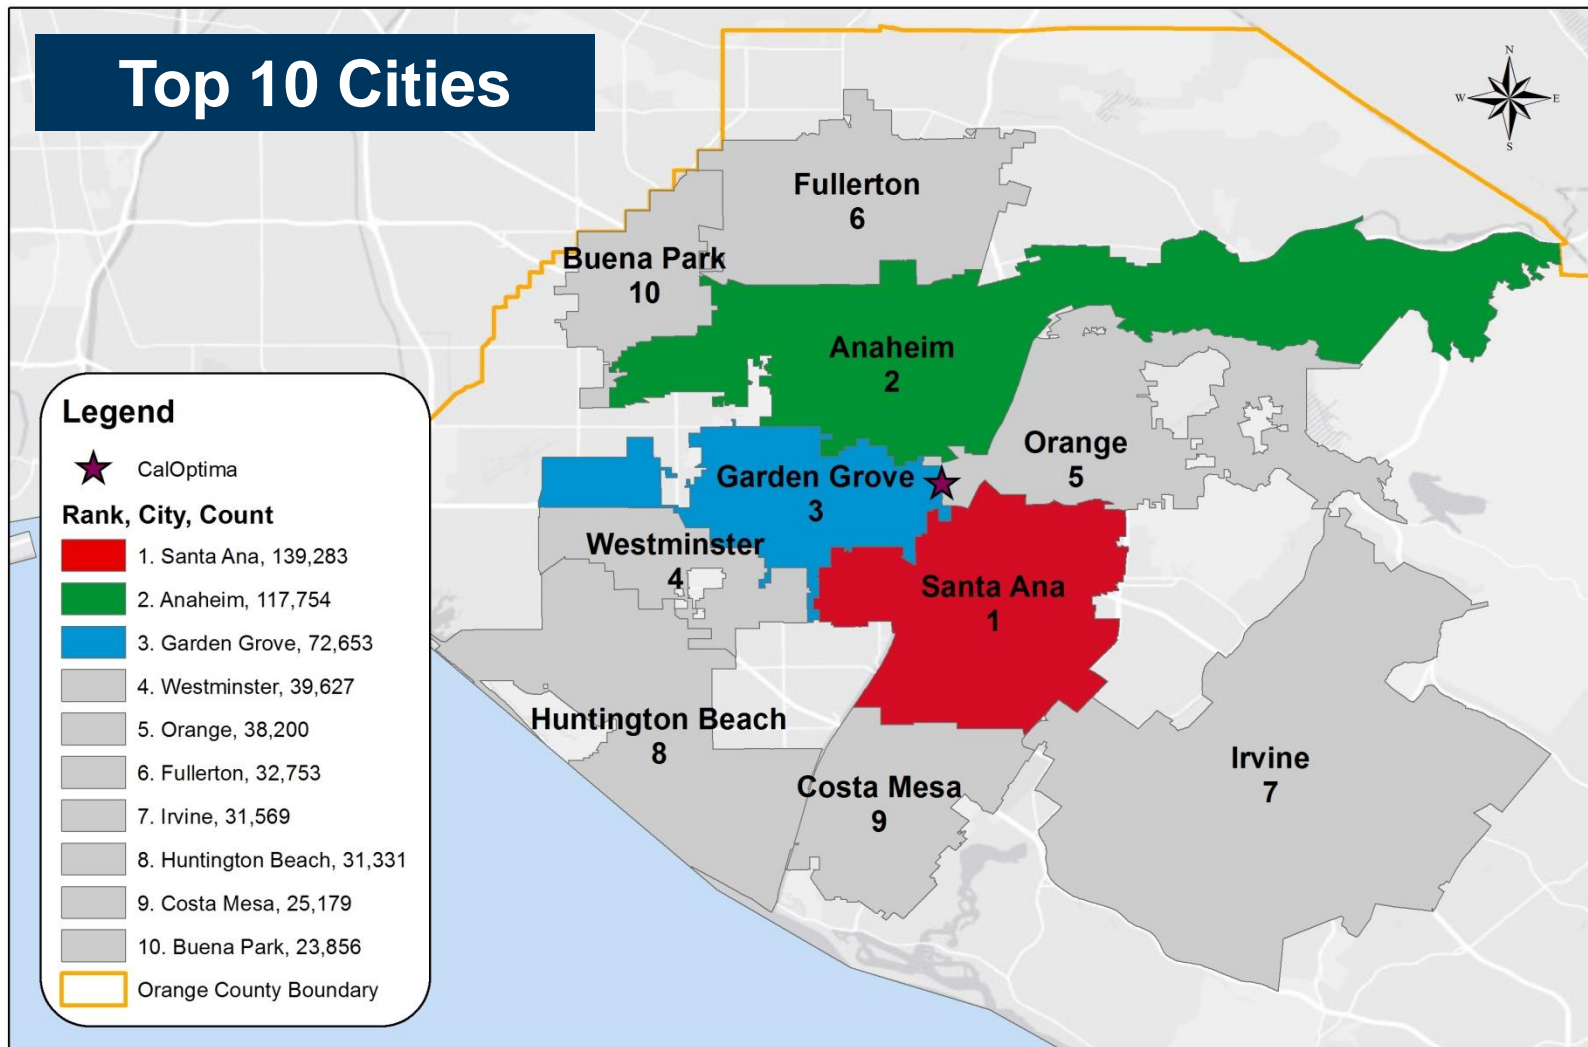 Top 10 Cities
N
W
E
S
Fullerton
6
Buena Park
10
Anaheim
2
Orange
5
Garden Grove
3
Westminster
4
Santa Ana
1
Huntington Beach
8
Costa Mesa
9
Irvine
7
Legend
CalOptima
Rank, City, Count
1. Santa Ana, 139,283
2. Anaheim, 117,754
3. Garden Grove, 72,653
4. Westminster, 39,627
5. Orange, 38,200
6. Fullerton, 32,753
7. Irvine, 31,569
8. Huntington Beach, 31,331
9. Costa Mesa, 25,179
10. Buena Park, 23,856
Orange County Boundary